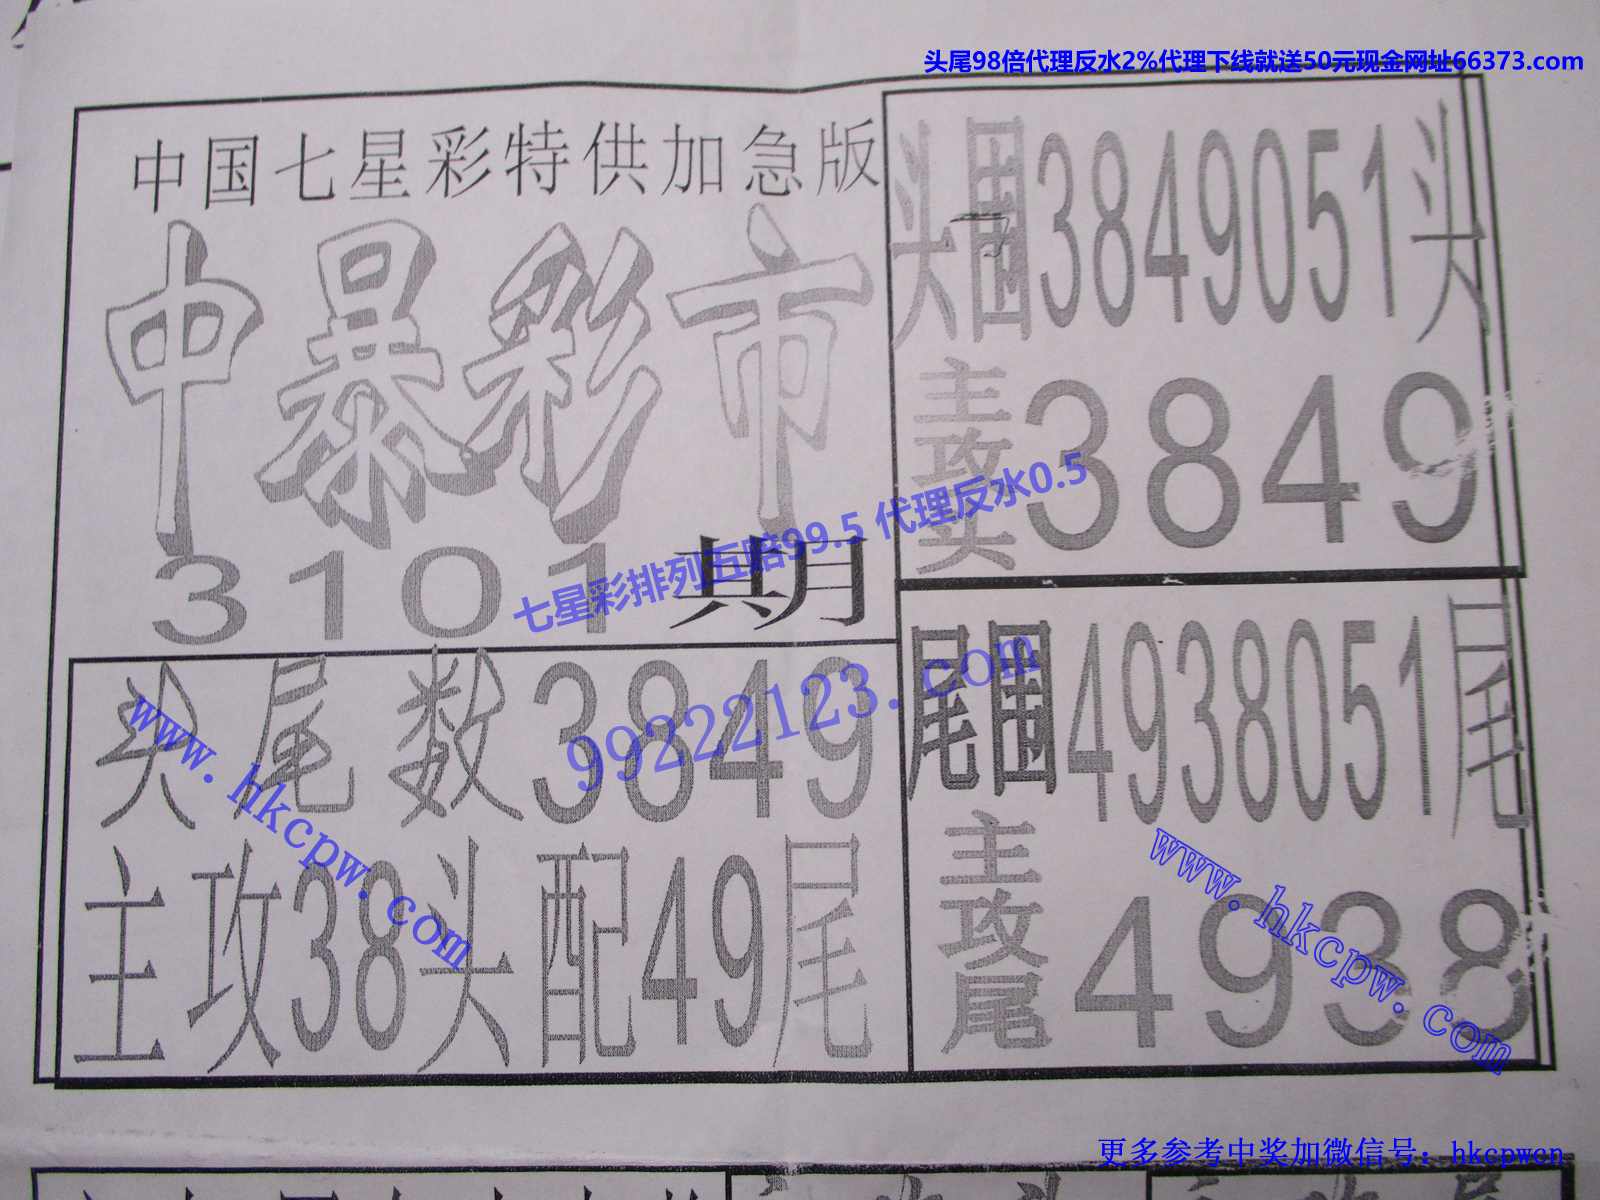 头尾98倍代理反水2%代理下线就送50元现金网址66373.com
中国七星彩特供加急版
中暴彩市
3101期
七星彩排列五赔99.5 代理反水0.5
99222123.com
头尾数3849
主攻38头配49尾
www.hkcpw.com
头围3849051头
主攻头3849
尾围4938051尾
主攻尾4938
www.hkcpw.com
更多参考中奖加微信号：hkcpwcn